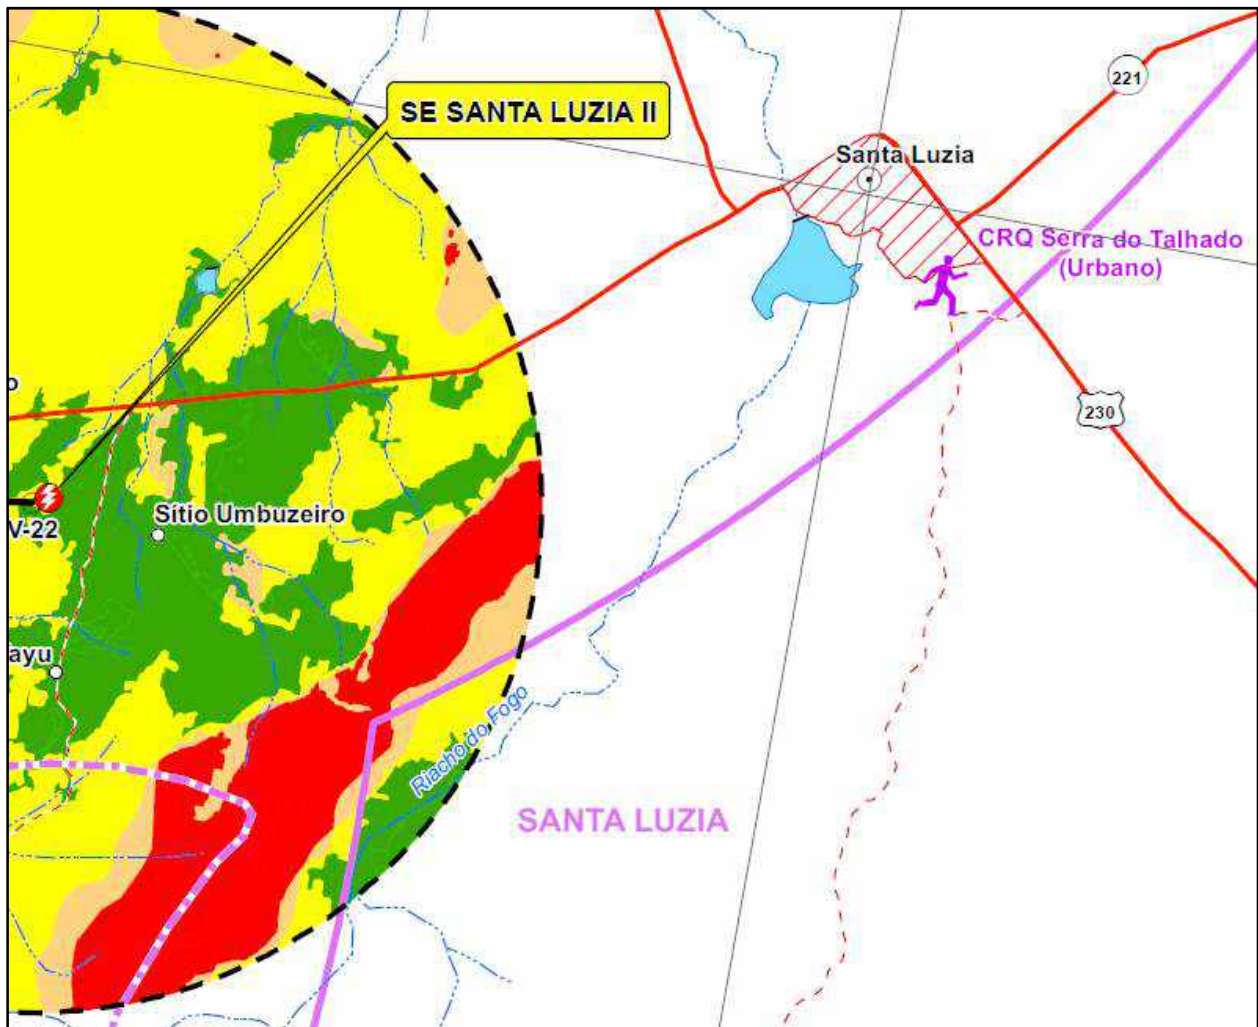 221
SE SANTA LUZIA II
Santa Luzia
CRQ Serra do Talhado
(Urbano)
o
230
Sítio Umbuzeiro
V-22
ayu
Riacho do Fogo
SANTA LUZIA